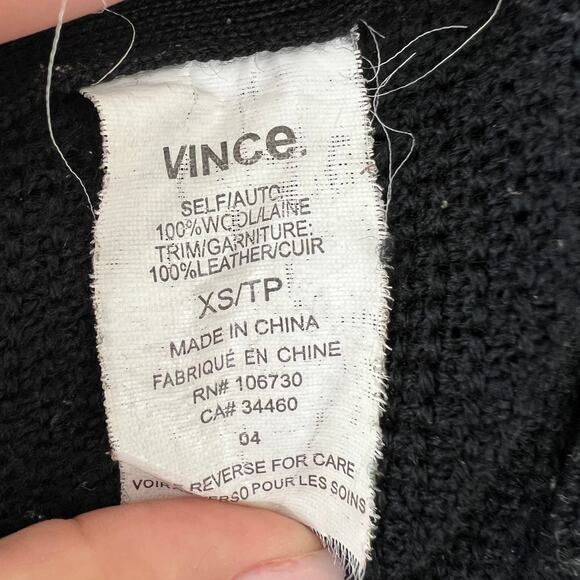 VINCe.
SELF/AUTO:
100%WOOL/LAINE
TRIM/GARNITURE:
100%LEATHER/CUIR
XS/TP
MADE IN CHINA
FABRIQUÉ EN CHINE
RN# 106730
CA# 34460
04
REVERSE FOR CARE
POUR LES SOINS